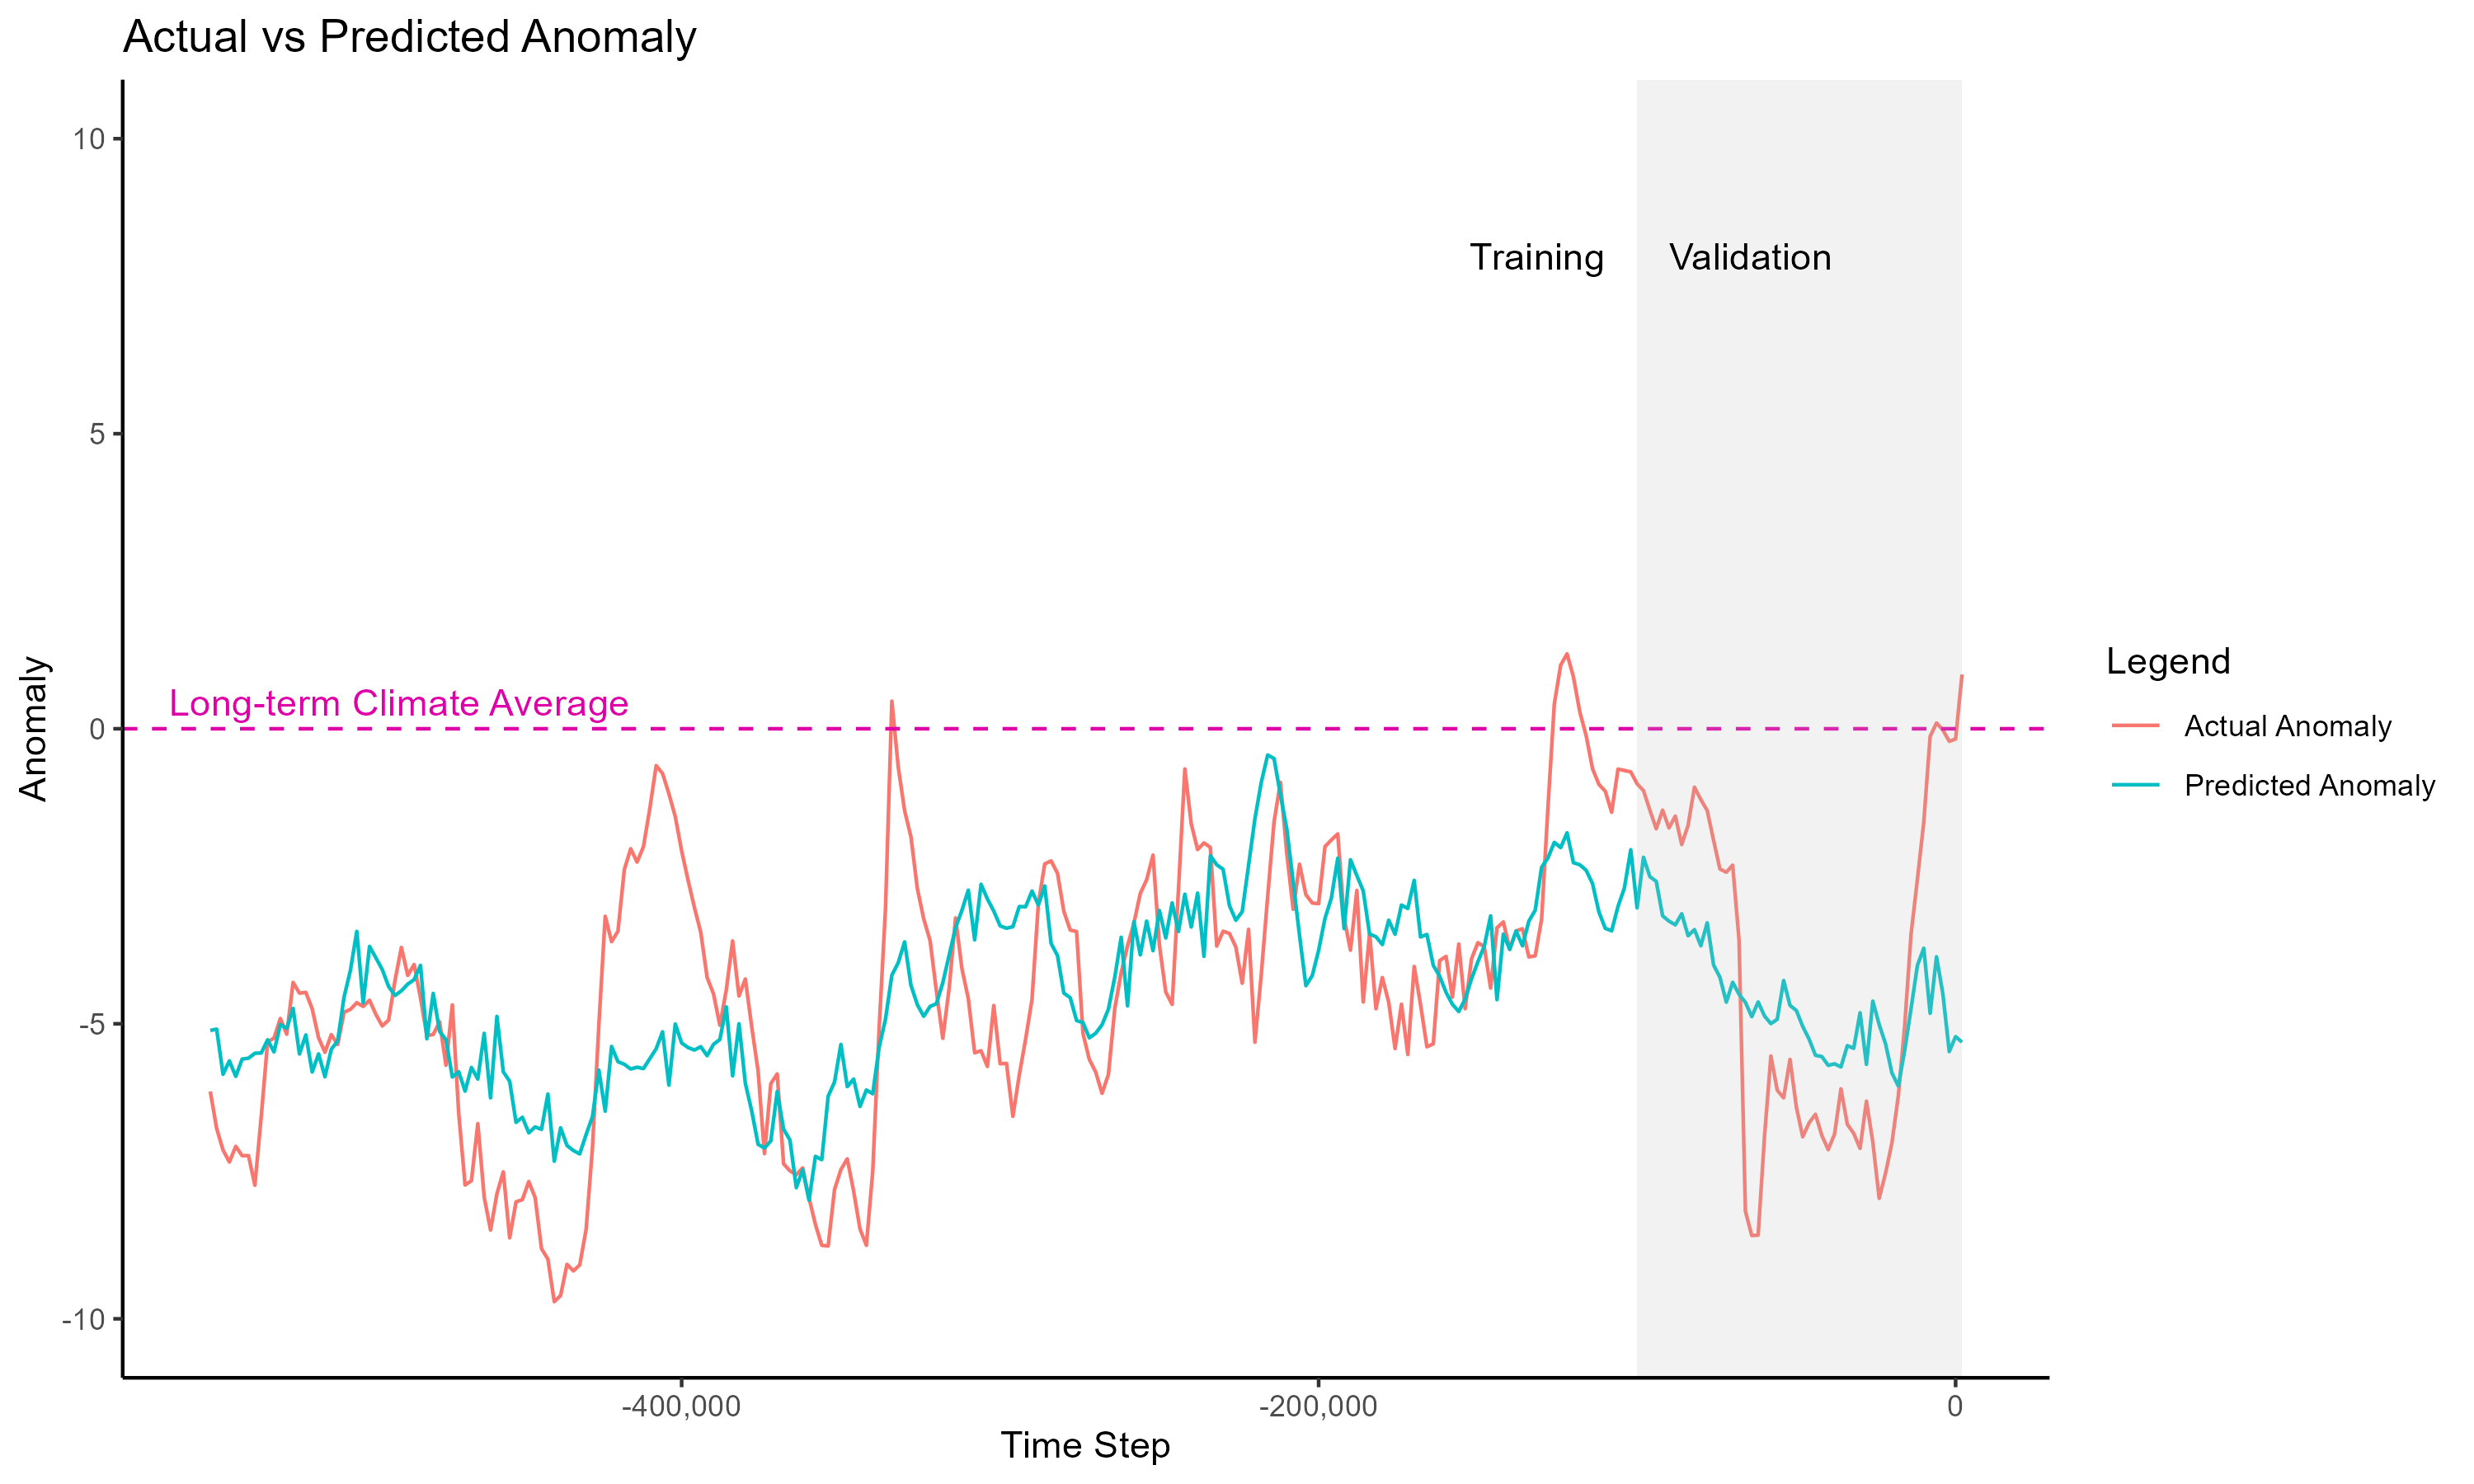 Actual vs Predicted Anomaly
10
5
0
-5
-10
Anomaly
Training
Validation
Long-term Climate Average
-400,000
-200,000
0
Time Step
Legend
Actual Anomaly
Predicted Anomaly